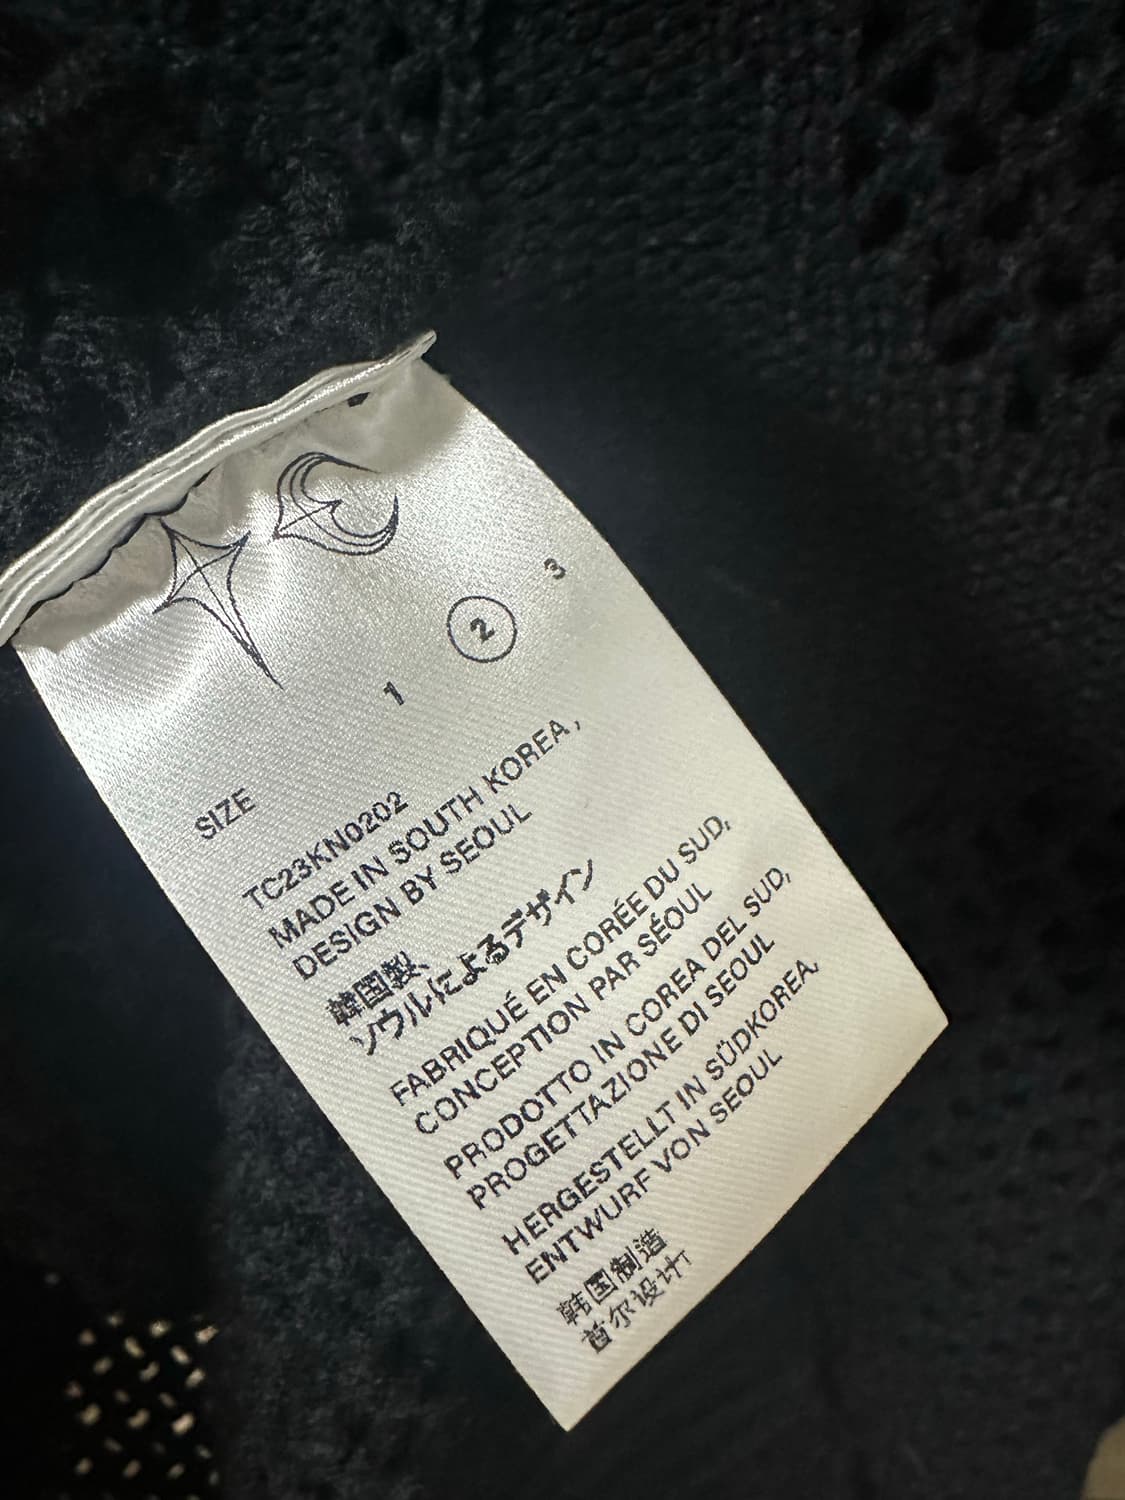 SIZE 1 2 3
TC23KN0202
MADE IN SOUTH KOREA,
DESIGN BY SEOUL
韓国製、
ソウルによるデザイン
FABRIQUÉ EN CORÉE DU SUD,
CONCEPTION PAR SÉOUL
PRODOTTO IN COREA DEL SUD,
PROGETTAZIONE DI SEOUL
HERGESTELLT IN SÜDKOREA,
ENTWURF VON SEOUL
韩国制造
首尔设计T